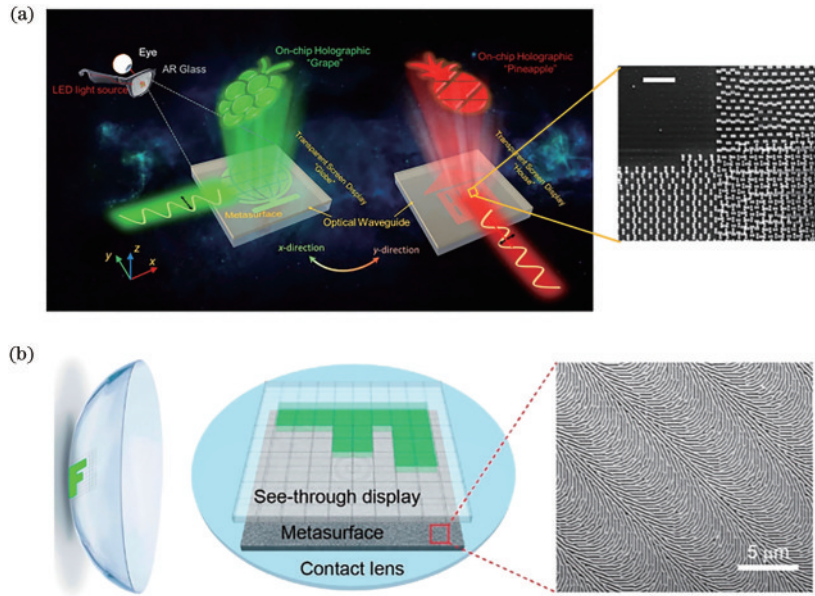 (a)
Eye
AR Glass
LED light source
On-chip Holographic
"Grape"
On-chip Holographic
"Pineapple"
Transparent Screen Display
"Globe"
Transparent Screen Display
"House"
Metasurface
Optical Waveguide
x-direction
y-direction
y
z
x
(b)
F
See-through display
Metasurface
Contact lens
5 μm